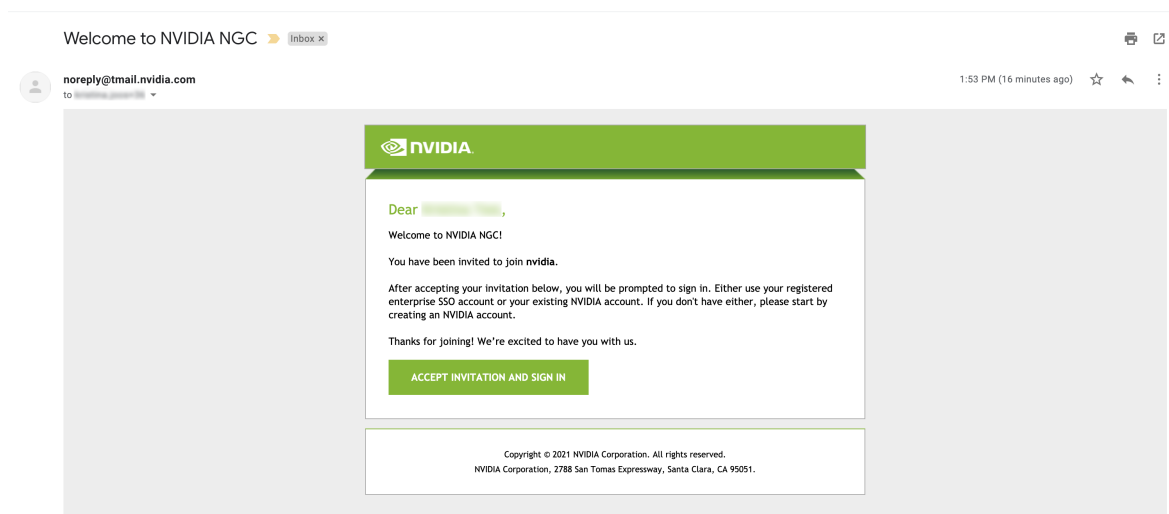 Welcome to NVIDIA NGC Inbox ×
noreply@tmail.nvidia.com 1:53 PM (16 minutes ago)
to
NVIDIA.
Dear ,
Welcome to NVIDIA NGC!
You have been invited to join nvidia.
After accepting your invitation below, you will be prompted to sign in. Either use your registered
enterprise SSO account or your existing NVIDIA account. If you don't have either, please start by
creating an NVIDIA account.
Thanks for joining! We're excited to have you with us.
ACCEPT INVITATION AND SIGN IN
Copyright © 2021 NVIDIA Corporation. All rights reserved.
NVIDIA Corporation, 2788 San Tomas Expressway, Santa Clara, CA 95051.